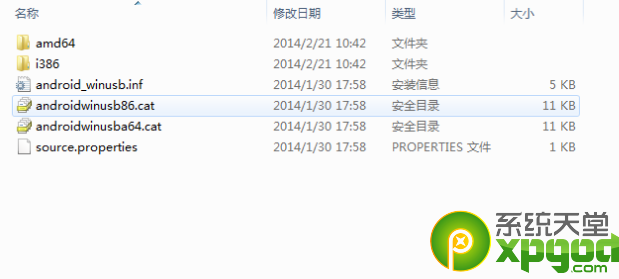 名称 修改日期 类型 大小
amd64 2014/2/21 10:42 文件夹
i386 2014/2/21 10:42 文件夹
android_winusb.inf 2014/1/30 17:58 安装信息 5 KB
androidwinusb86.cat 2014/1/30 17:58 安全目录 11 KB
androidwinusba64.cat 2014/1/30 17:58 安全目录 11 KB
source.properties 2014/1/30 17:58 PROPERTIES 文件 1 KB
系统天堂
xpgod
.com